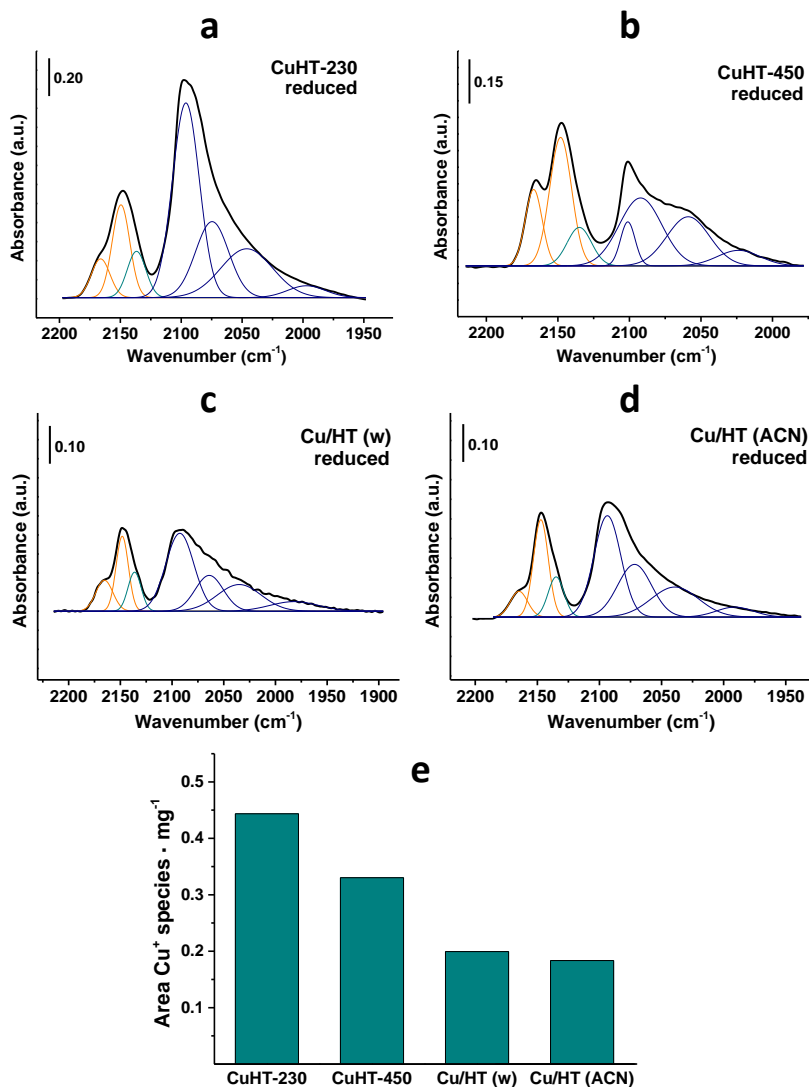 a
0.20
CuHT-230
reduced
Absorbance (a.u.)
2200 2150 2100 2050 2000 1950
Wavenumber (cm⁻¹)
b
0.15
CuHT-450
reduced
Absorbance (a.u.)
2200 2150 2100 2050 2000
Wavenumber (cm⁻¹)
c
0.10
Cu/HT (w)
reduced
Absorbance (a.u.)
2200 2150 2100 2050 2000 1950 1900
Wavenumber (cm⁻¹)
d
0.10
Cu/HT (ACN)
reduced
Absorbance (a.u.)
2200 2150 2100 2050 2000 1950
Wavenumber (cm⁻¹)
e
Area Cu⁺ species · mg⁻¹
0.5
0.4
0.3
0.2
0.1
CuHT-230 CuHT-450 Cu/HT (w) Cu/HT (ACN)